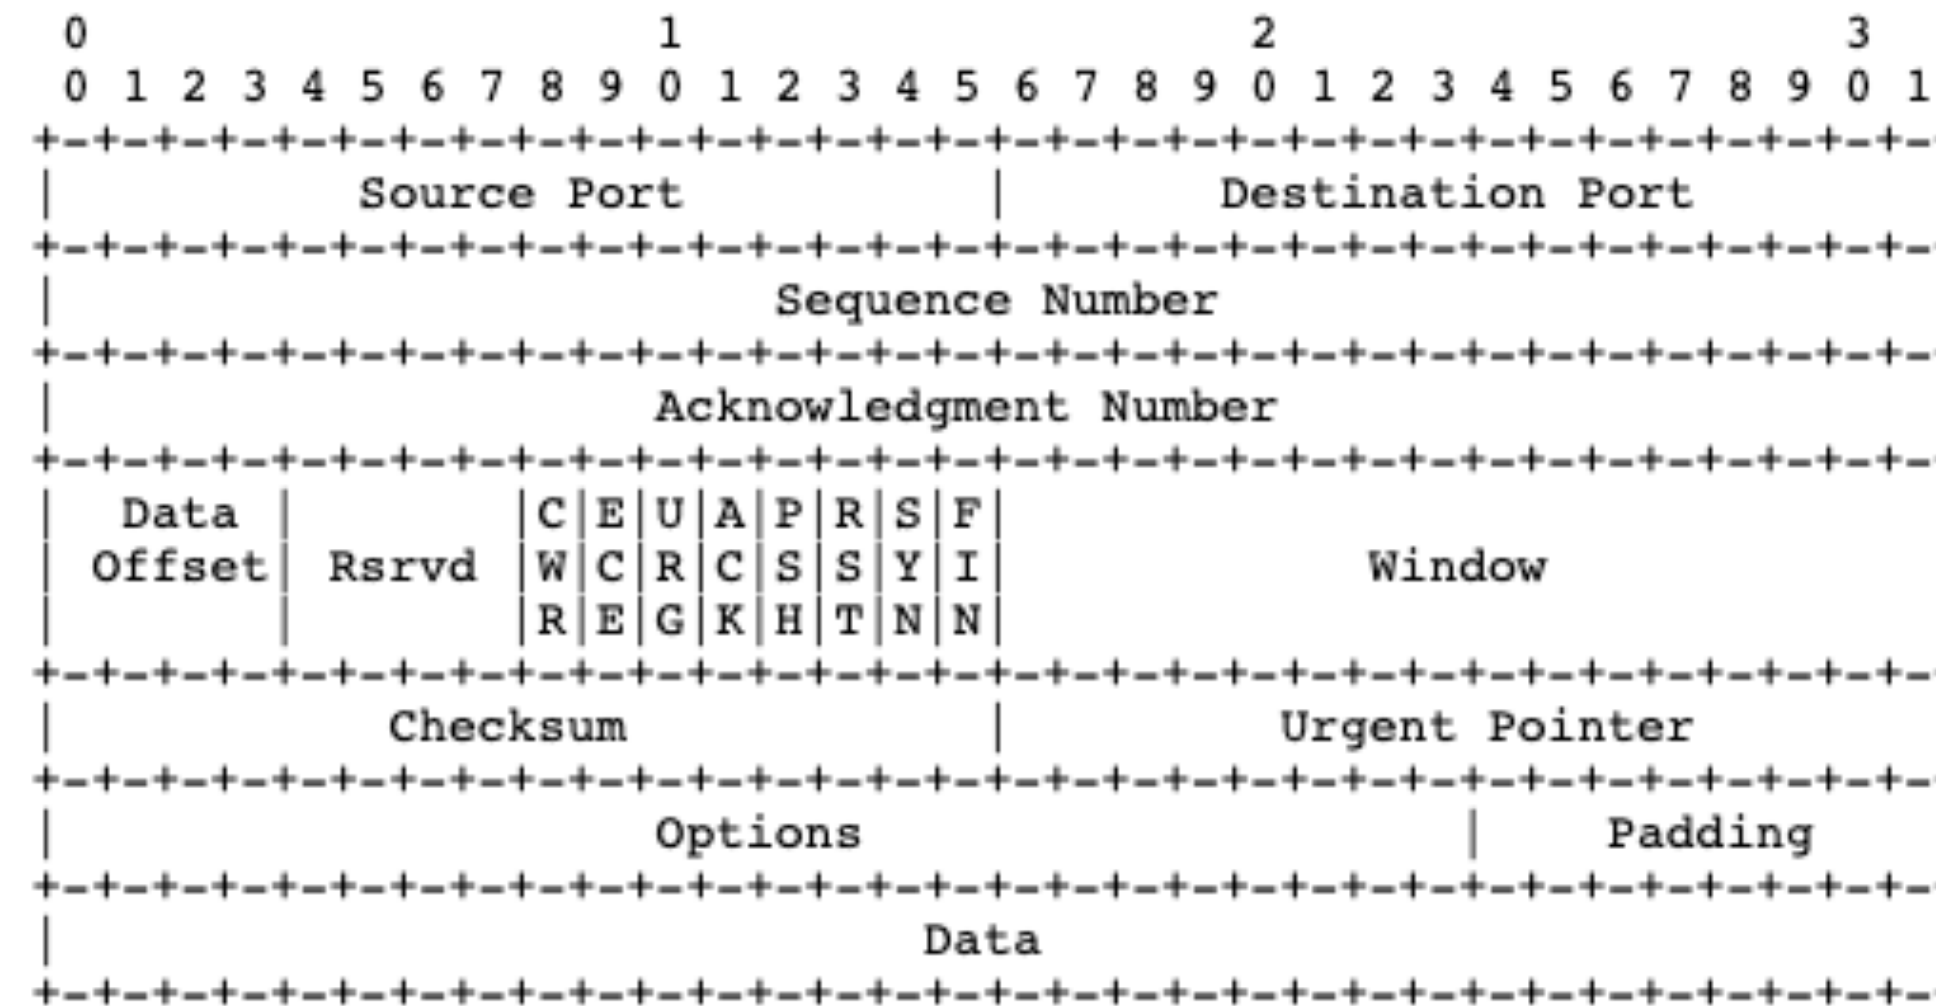 0                   1                   2                   3
 0 1 2 3 4 5 6 7 8 9 0 1 2 3 4 5 6 7 8 9 0 1 2 3 4 5 6 7 8 9 0 1
+-+-+-+-+-+-+-+-+-+-+-+-+-+-+-+-+-+-+-+-+-+-+-+-+-+-+-+-+-+-+-+-
|          Source Port          |       Destination Port
+-+-+-+-+-+-+-+-+-+-+-+-+-+-+-+-+-+-+-+-+-+-+-+-+-+-+-+-+-+-+-+-
|                        Sequence Number
+-+-+-+-+-+-+-+-+-+-+-+-+-+-+-+-+-+-+-+-+-+-+-+-+-+-+-+-+-+-+-+-
|                    Acknowledgment Number
+-+-+-+-+-+-+-+-+-+-+-+-+-+-+-+-+-+-+-+-+-+-+-+-+-+-+-+-+-+-+-+-
|  Data |       |C|E|U|A|P|R|S|F|
| Offset| Rsrvd |W|C|R|C|S|S|Y|I|            Window
|       |       |R|E|G|K|H|T|N|N|
+-+-+-+-+-+-+-+-+-+-+-+-+-+-+-+-+-+-+-+-+-+-+-+-+-+-+-+-+-+-+-+-
|           Checksum            |         Urgent Pointer
+-+-+-+-+-+-+-+-+-+-+-+-+-+-+-+-+-+-+-+-+-+-+-+-+-+-+-+-+-+-+-+-
|                    Options                    |    Padding
+-+-+-+-+-+-+-+-+-+-+-+-+-+-+-+-+-+-+-+-+-+-+-+-+-+-+-+-+-+-+-+-
|                             Data
+-+-+-+-+-+-+-+-+-+-+-+-+-+-+-+-+-+-+-+-+-+-+-+-+-+-+-+-+-+-+-+-